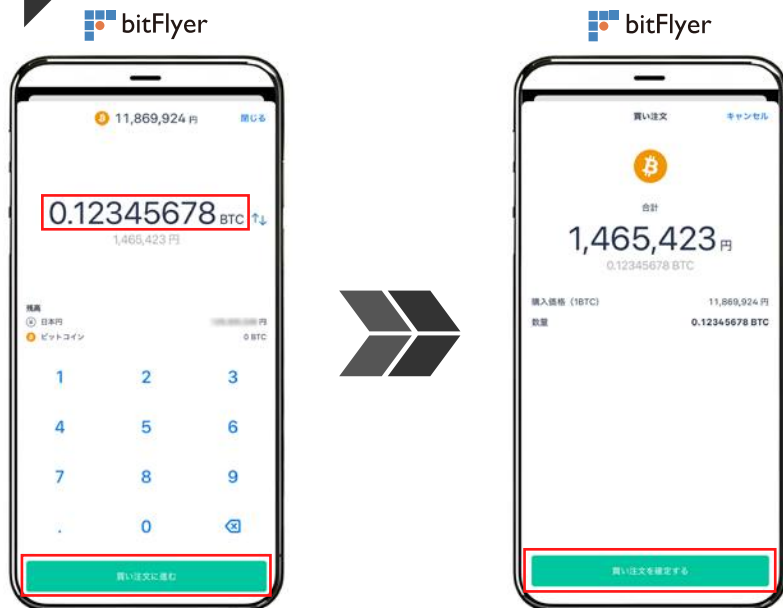 bitFlyer
11,869,924 円
閉じる
0.12345678 BTC
1,465,423 円
残高
日本円
円
ビットコイン
0 BTC
1 2 3
4 5 6
7 8 9
. 0
買い注文に進む
bitFlyer
買い注文
キャンセル
合計
1,465,423 円
0.12345678 BTC
購入価格（1BTC）
11,869,924 円
数量
0.12345678 BTC
買い注文を確定する